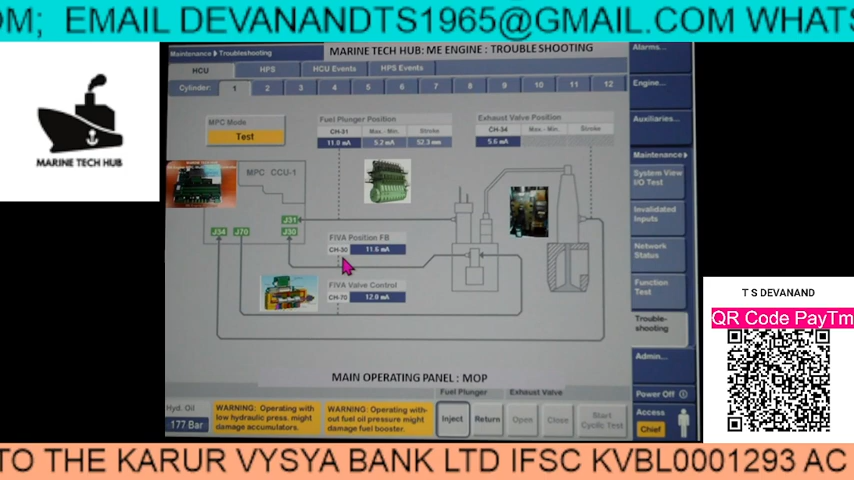 OM; EMAIL DEVANANDTS1965@GMAIL.COM WHATS
Maintenance Troubleshooting
MARINE TECH HUB: ME ENGINE : TROUBLE SHOOTING
Alarms...
HCU HPS HCU Events HPS Events
Cylinder: 1 2 3 4 5 6 7 8 9 10 11 12
Engine...
Auxiliaries...
Maintenance
System View I/O Test
Invalidated Inputs
Network Status
Function Test
Trouble-shooting
Admin...
Power Off
Access
Chief
MPC Mode
Test
Fuel Plunger Position
CH-31 Max.- Min. Stroke
11.0 mA 5.2 mA 52.3 mm
Exhaust Valve Position
CH-34 Max.- Min. Stroke
5.6 mA
MPC CCU-1
J31
J34 J70 J30
FIVA Position FB
CH-30 11.6 mA
FIVA Valve Control
CH-70 12.0 mA
MAIN OPERATING PANEL : MOP
Fuel Plunger Exhaust Valve
Hyd. Oil
177 Bar
WARNING; Operating with
low hydraulic press. might
damage accumulators.
WARNING: Operating with-
out fuel oil pressure might
damage fuel booster.
Inject Return Open Close Start Cyclic Test
MARINE TECH HUB
T S DEVANAND
QR Code PayTm
TO THE KARUR VYSYA BANK LTD IFSC KVBL0001293 AC